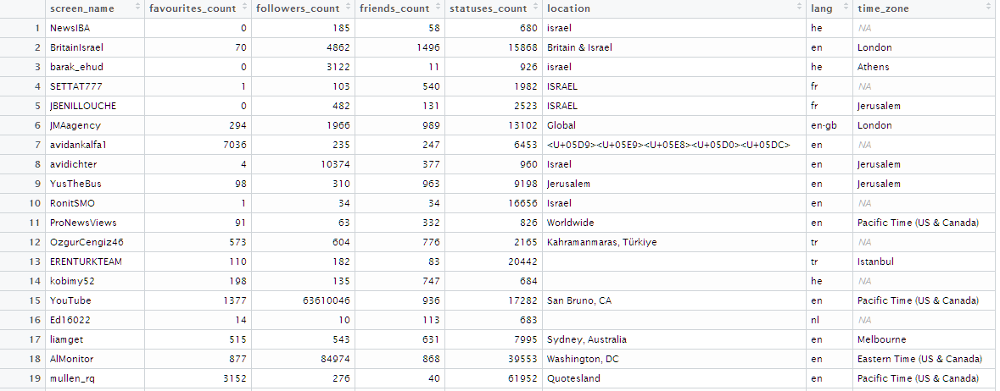 screen_name favourites_count followers_count friends_count statuses_count location lang time_zone
1 NewsIBA 0 185 58 680 israel he NA
2 BritainIsrael 70 4862 1496 15868 Britain & Israel en London
3 barak_ehud 0 3122 11 926 israel he Athens
4 SETTAT777 1 103 540 1982 ISRAEL fr NA
5 JBENILLOUCHE 0 482 131 2523 ISRAEL fr Jerusalem
6 JMAagency 294 1966 989 13102 Global en-gb London
7 avidankalfa1 7036 235 247 6453 <U+05D9><U+05E9><U+05E8><U+05D0><U+05DC> en NA
8 avidichter 4 10374 377 960 Israel en Jerusalem
9 YusTheBus 98 310 963 9198 Jerusalem en Jerusalem
10 RonitSMO 1 34 34 16656 Israel en NA
11 ProNewsViews 91 63 332 826 Worldwide en Pacific Time (US & Canada)
12 OzgurCengiz46 573 604 776 2165 Kahramanmaras, Türkiye tr NA
13 ERENTURKTEAM 110 182 83 20442 tr Istanbul
14 kobimy52 198 135 747 684 he NA
15 YouTube 1377 63610046 936 17282 San Bruno, CA en Pacific Time (US & Canada)
16 Ed16022 14 10 113 683 nl NA
17 liamget 515 543 631 7995 Sydney, Australia en Melbourne
18 AlMonitor 877 84974 868 39553 Washington, DC en Eastern Time (US & Canada)
19 mullen_rq 3152 276 40 61952 Quotesland en Pacific Time (US & Canada)